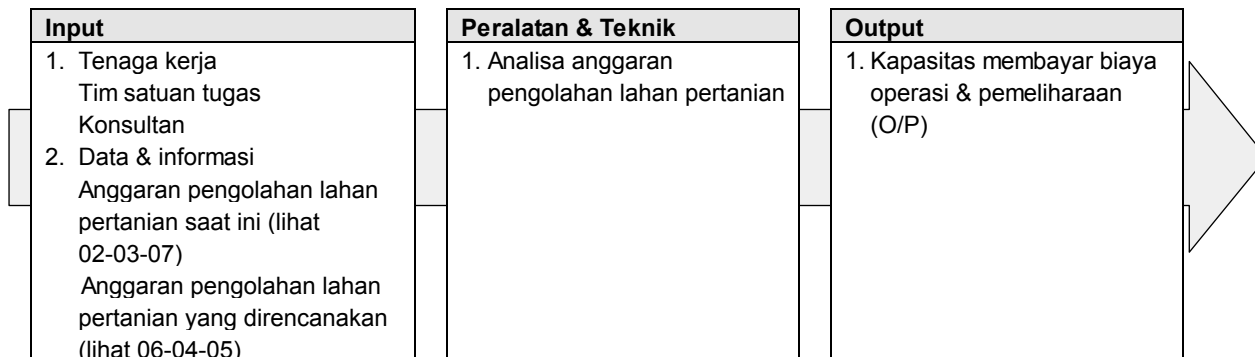 Input
1. Tenaga kerja
Tim satuan tugas
Konsultan
2. Data & informasi
Anggaran pengolahan lahan
pertanian saat ini (lihat
02-03-07)
Anggaran pengolahan lahan
pertanian yang direncanakan
(lihat 06-04-05)
Peralatan & Teknik
1. Analisa anggaran
pengolahan lahan pertanian
Output
1. Kapasitas membayar biaya
operasi & pemeliharaan
(O/P)